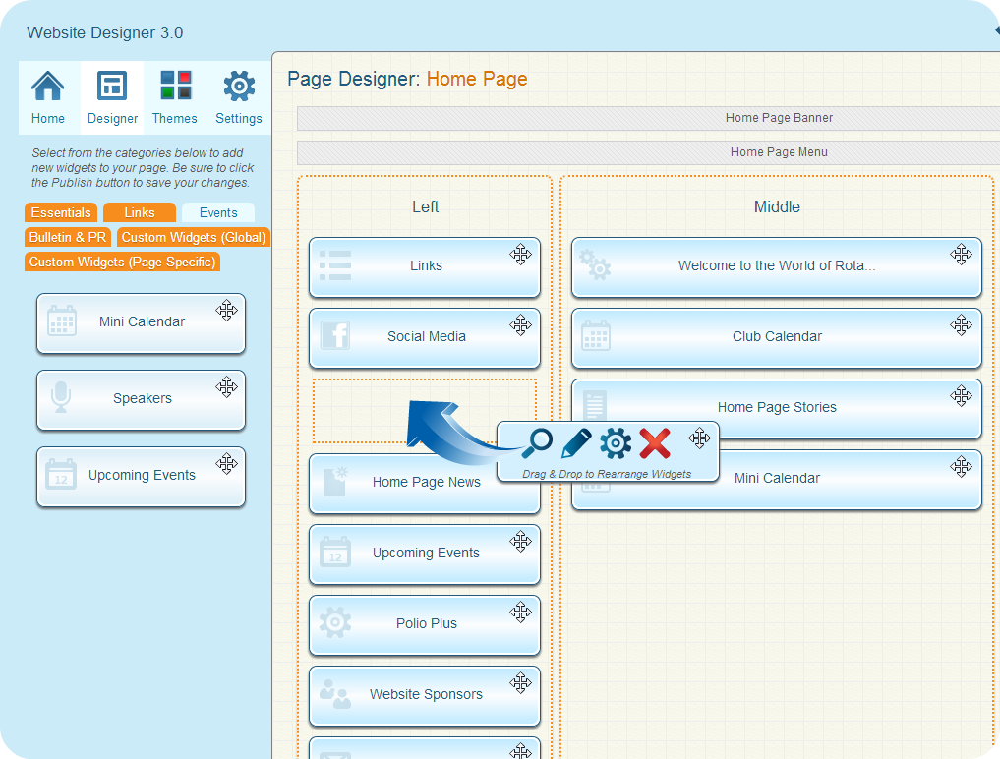 Website Designer 3.0
Home
Designer
Themes
Settings
Select from the categories below to add
new widgets to your page. Be sure to click
the Publish button to save your changes.
Essentials
Links
Events
Bulletin & PR
Custom Widgets (Global)
Custom Widgets (Page Specific)
Mini Calendar
Speakers
12
Upcoming Events
Page Designer: Home Page
Home Page Banner
Home Page Menu
Left
Links
f
Social Media
Home Page News
12
Upcoming Events
Polio Plus
Website Sponsors
Middle
Welcome to the World of Rota...
Club Calendar
Home Page Stories
Drag & Drop to Rearrange Widgets
Mini Calendar